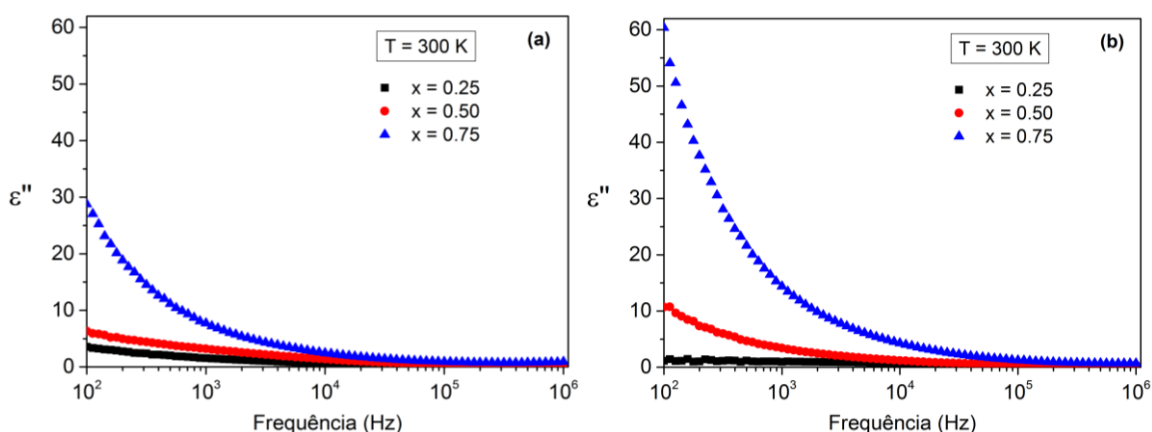 (a)
T = 300 K
x = 0.25
x = 0.50
x = 0.75
ε"
60
50
40
30
20
10
0
10²
10³
10⁴
10⁵
10⁶
Frequência (Hz)
(b)
T = 300 K
x = 0.25
x = 0.50
x = 0.75
ε"
60
50
40
30
20
10
0
10²
10³
10⁴
10⁵
10⁶
Frequência (Hz)